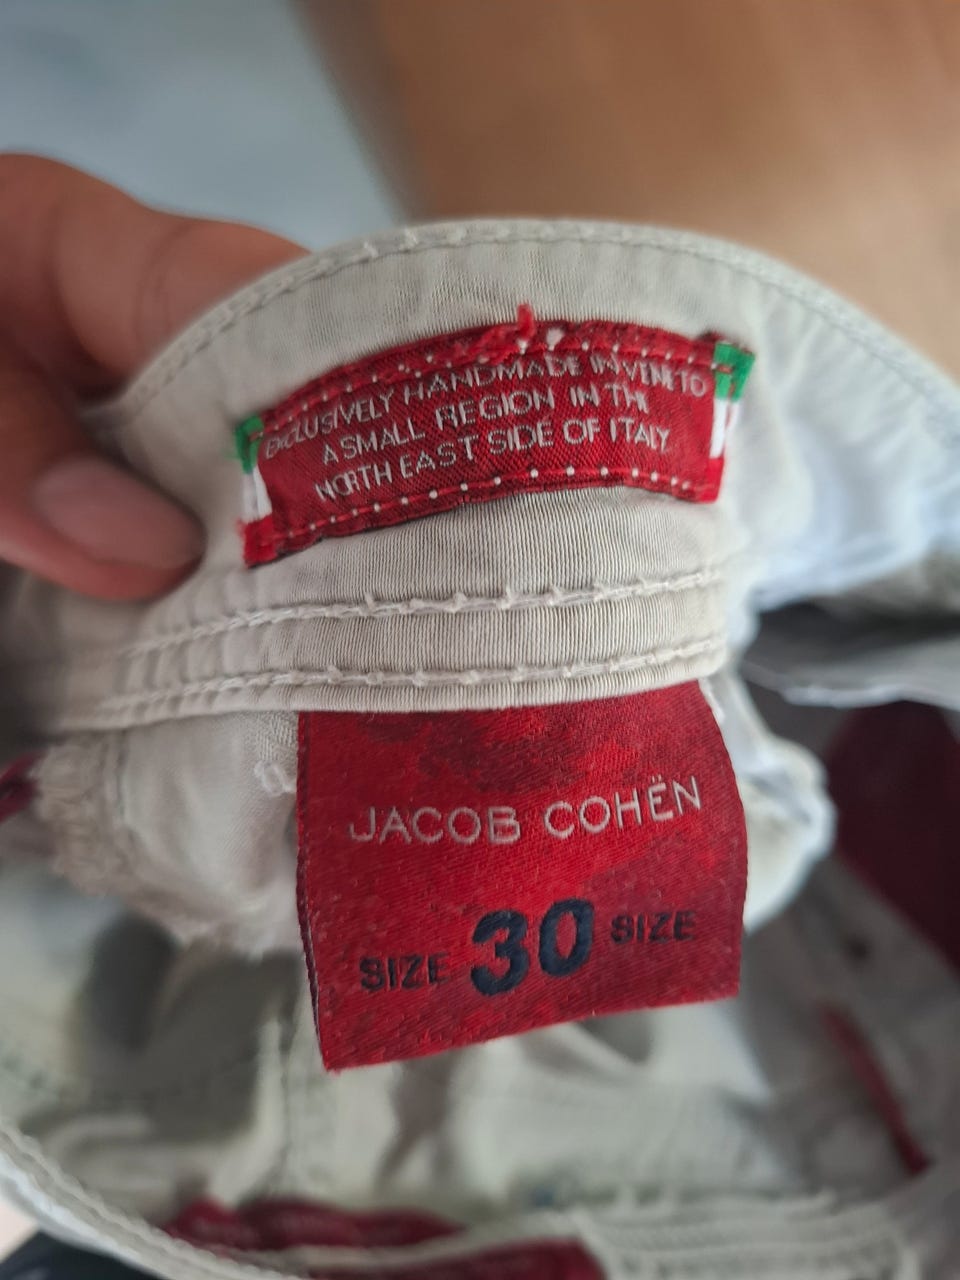 EXCLUSIVELY HANDMADE IN VENETO
A SMALL REGION IN THE
NORTH EAST SIDE OF ITALY
JACOB COHËN
SIZE 30 SIZE